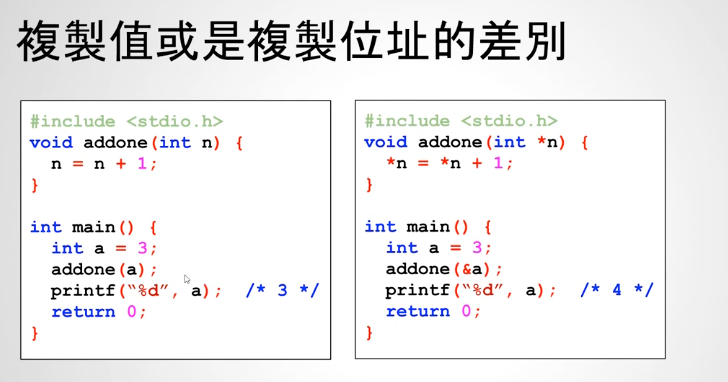 複製值或是複製位址的差別
#include <stdio.h>
void addone(int n) {
  n = n + 1;
}
int main() {
  int a = 3;
  addone(a);
  printf(“%d”, a);  /* 3 */
  return 0;
}
#include <stdio.h>
void addone(int *n) {
  *n = *n + 1;
}
int main() {
  int a = 3;
  addone(&a);
  printf(“%d”, a);  /* 4 */
  return 0;
}